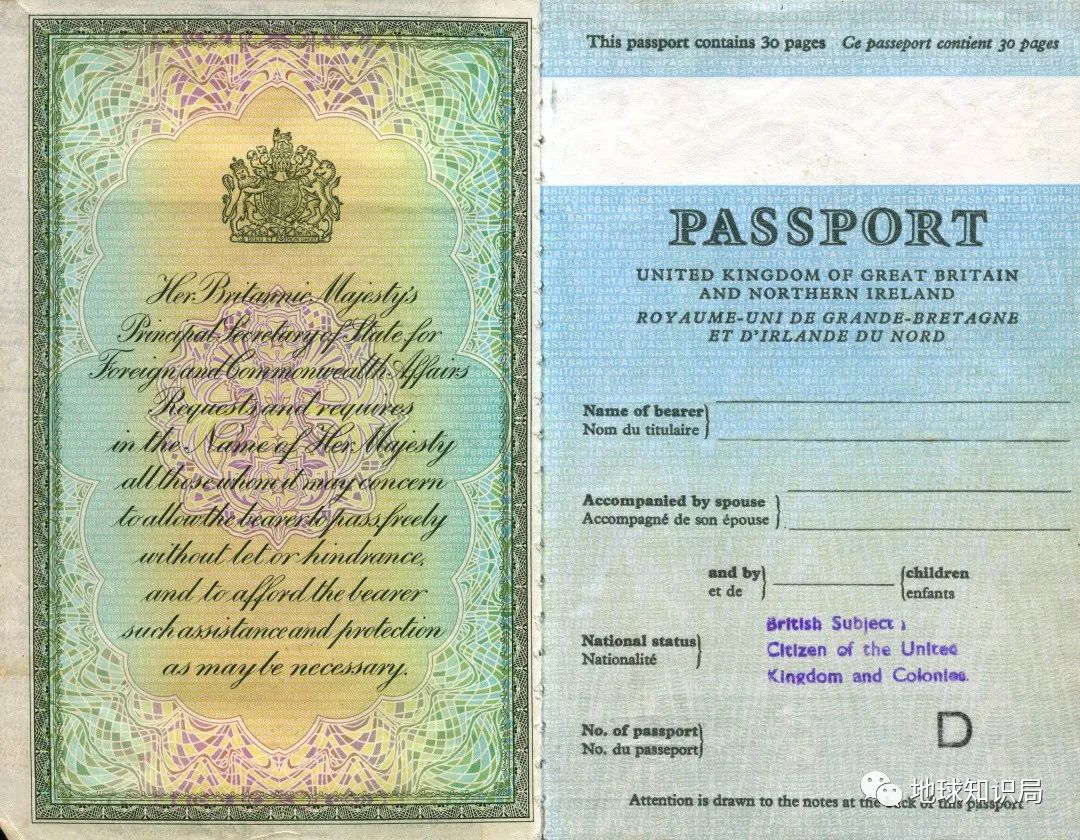 Her Britannic Majesty's
Principal Secretary of State for
Foreign and Commonwealth Affairs
Requests and requires
in the Name of Her Majesty
all those whom it may concern
to allow the bearer to pass freely
without let or hindrance,
and to afford the bearer
such assistance and protection
as may be necessary.
This passport contains 30 pages Ce passeport contient 30 pages
PASSPORT
UNITED KINGDOM OF GREAT BRITAIN
AND NORTHERN IRELAND
ROYAUME-UNI DE GRANDE-BRETAGNE
ET D'IRLANDE DU NORD
Name of bearer
Nom du titulaire
Accompanied by spouse
Accompagné de son épouse
and by children
et de enfants
National status
Nationalité
British Subject:
Citizen of the United
Kingdom and Colonies.
No. of passport
No. du passeport
D
Attention is drawn to the notes at the back of this passport
地球知识局